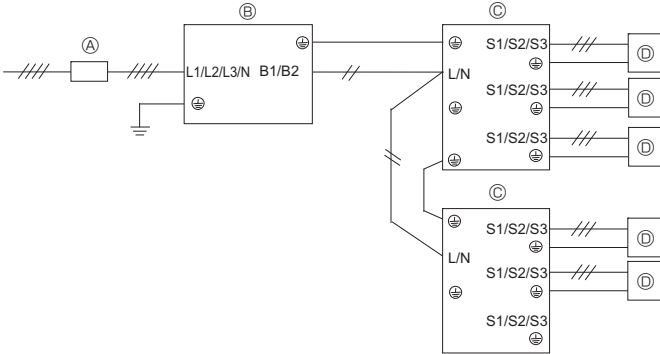 Ⓐ
Ⓑ
L1/L2/L3/N B1/B2
Ⓒ
S1/S2/S3
L/N
S1/S2/S3
S1/S2/S3
Ⓓ
Ⓓ
Ⓓ
Ⓒ
S1/S2/S3
L/N
S1/S2/S3
S1/S2/S3
Ⓓ
Ⓓ